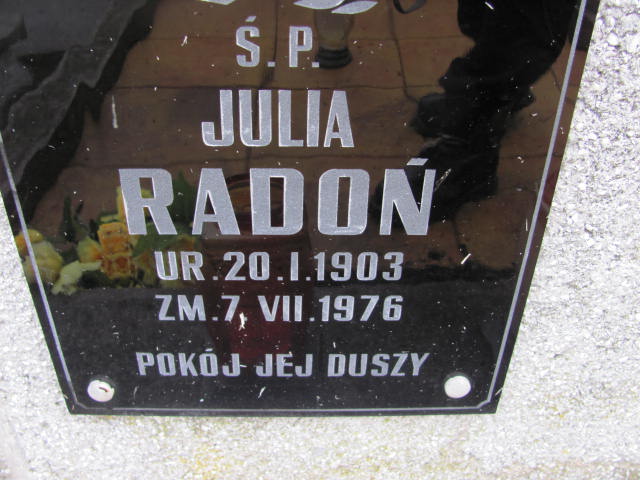 Ś.P.
JULIA
RADOŃ
UR.20.I.1903
ZM.7.VII.1976
POKÓJ JEJ DUSZY